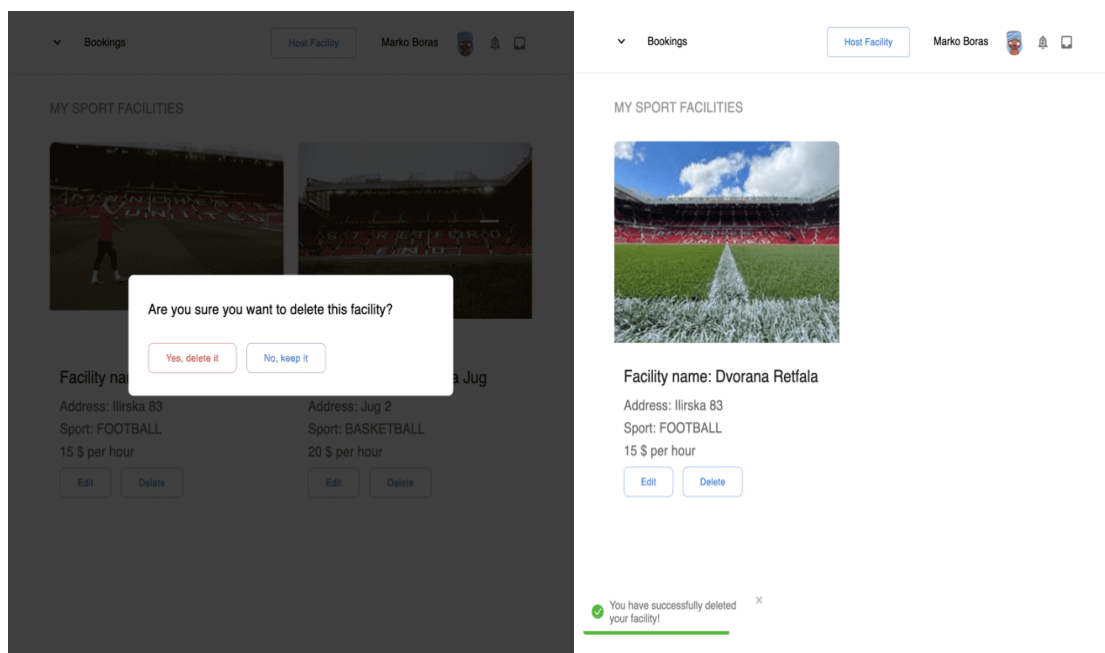 Bookings
Host Facility
Marko Boras
MY SPORT FACILITIES
UNITED
STRETFORD
END
Are you sure you want to delete this facility?
Yes, delete it
No, keep it
Facility na
a Jug
Address: Ilirska 83
Address: Jug 2
Sport: FOOTBALL
Sport: BASKETBALL
15 $ per hour
20 $ per hour
Edit
Delete
Edit
Delete
Bookings
Host Facility
Marko Boras
MY SPORT FACILITIES
Facility name: Dvorana Retfala
Address: Ilirska 83
Sport: FOOTBALL
15 $ per hour
Edit
Delete
You have successfully deleted
your facility!